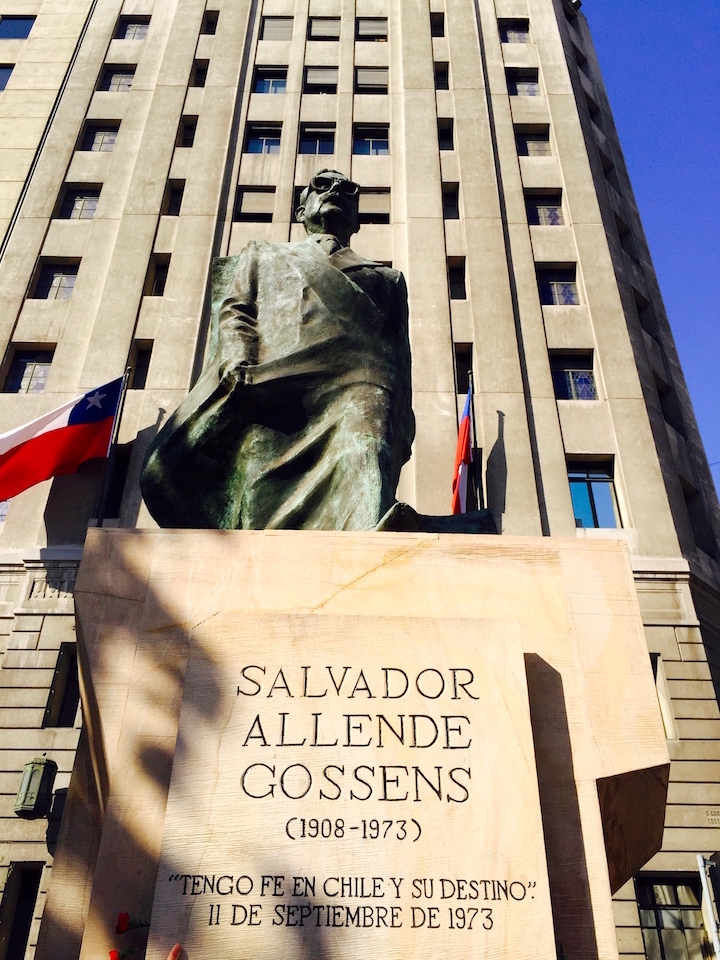 SALVADOR
ALLENDE
GOSSENS
(1908-1973)
"TENGO FE EN CHILE Y SU DESTINO".
11 DE SEPTIEMBRE DE 1973